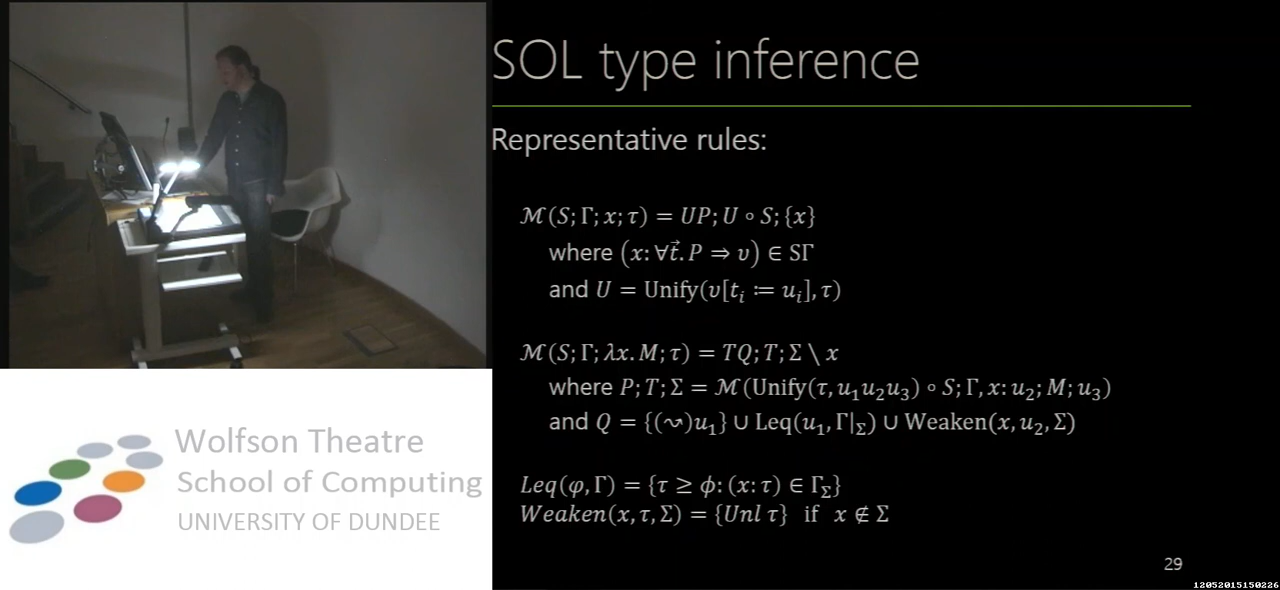 SOL type inference
Representative rules:
ℳ(S; Γ; x; τ) = UP; U ∘ S; {x}
where (x: ∀t⃗. P ⇒ υ) ∈ SΓ
and U = Unify(υ[tᵢ ≔ uᵢ], τ)
ℳ(S; Γ; λx. M; τ) = TQ; T; Σ ∖ x
where P; T; Σ = ℳ(Unify(τ, u₁u₂u₃) ∘ S; Γ, x: u₂; M; u₃)
and Q = {(⇝)u₁} ∪ Leq(u₁, Γ|_Σ) ∪ Weaken(x, u₂, Σ)
Leq(φ, Γ) = {τ ≥ ϕ: (x: τ) ∈ Γ_Σ}
Weaken(x, τ, Σ) = {Unl τ} if x ∉ Σ
29
Wolfson Theatre
School of Computing
UNIVERSITY OF DUNDEE
12052015150226